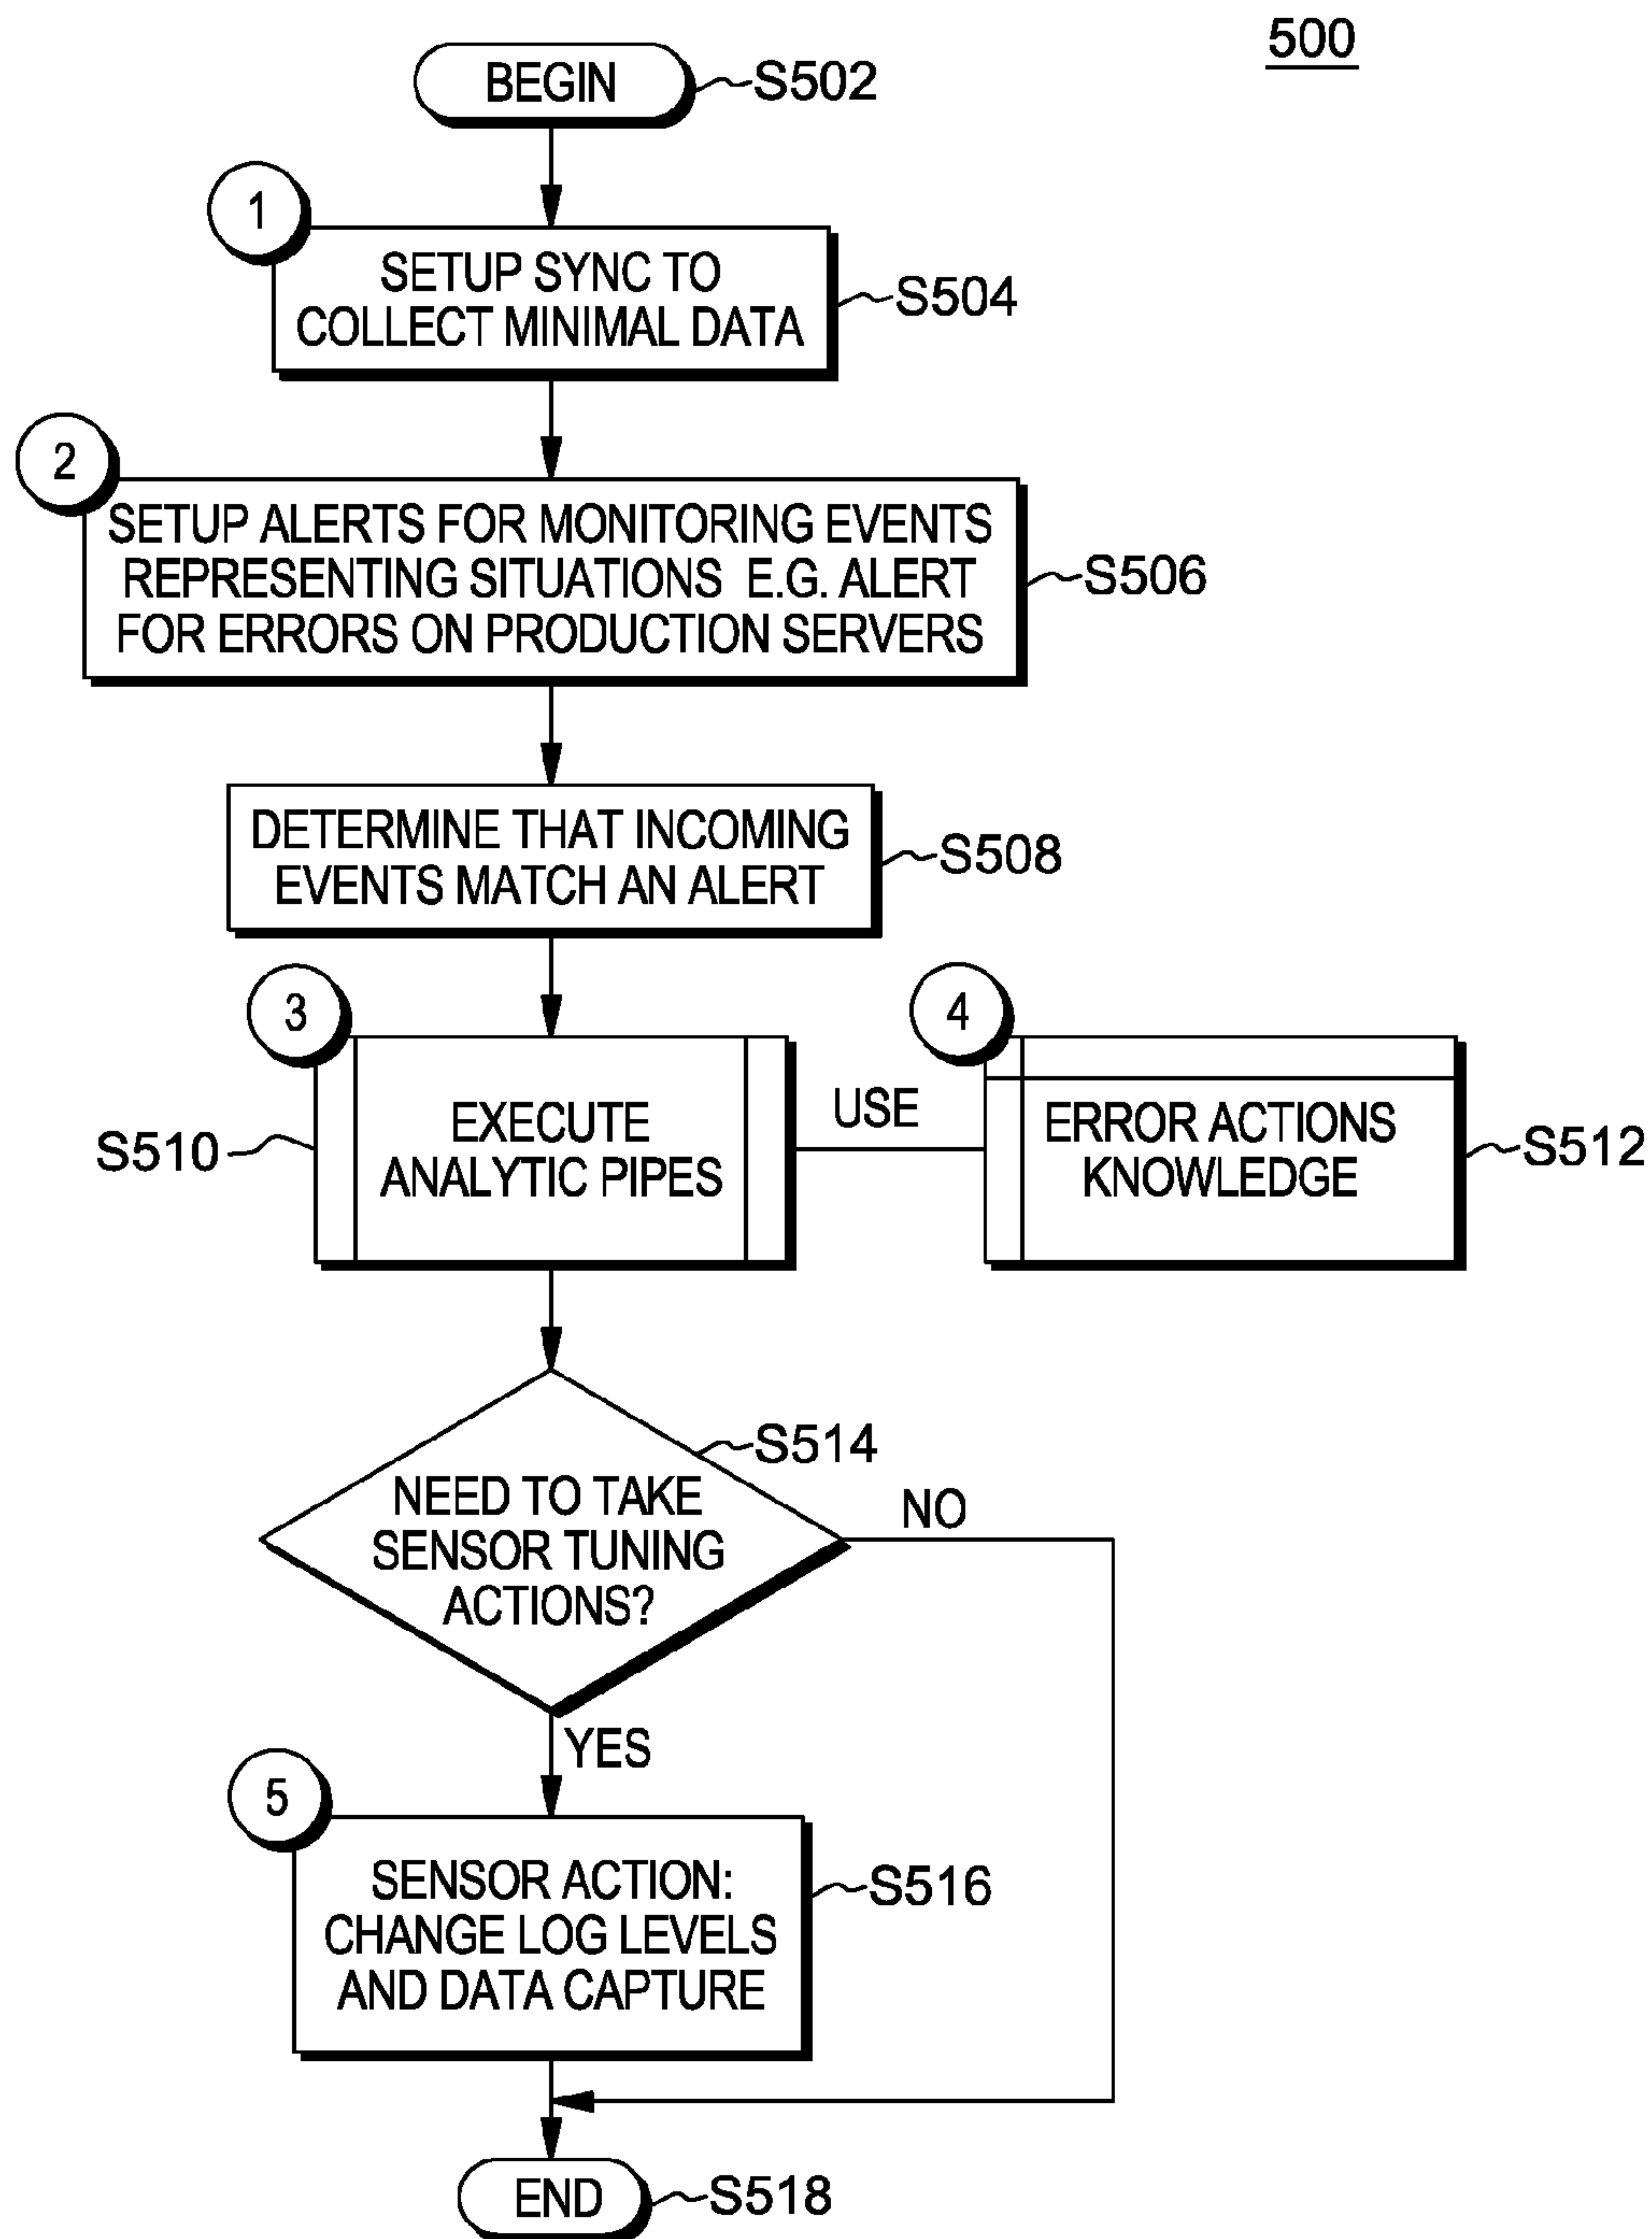 500
BEGIN
S502
1
SETUP SYNC TO
COLLECT MINIMAL DATA
S504
2
SETUP ALERTS FOR MONITORING EVENTS
REPRESENTING SITUATIONS E.G. ALERT
FOR ERRORS ON PRODUCTION SERVERS
S506
DETERMINE THAT INCOMING
EVENTS MATCH AN ALERT
S508
3
EXECUTE
ANALYTIC PIPES
S510
USE
4
ERROR ACTIONS
KNOWLEDGE
S512
NEED TO TAKE
SENSOR TUNING
ACTIONS?
S514
NO
YES
5
SENSOR ACTION:
CHANGE LOG LEVELS
AND DATA CAPTURE
S516
END
S518